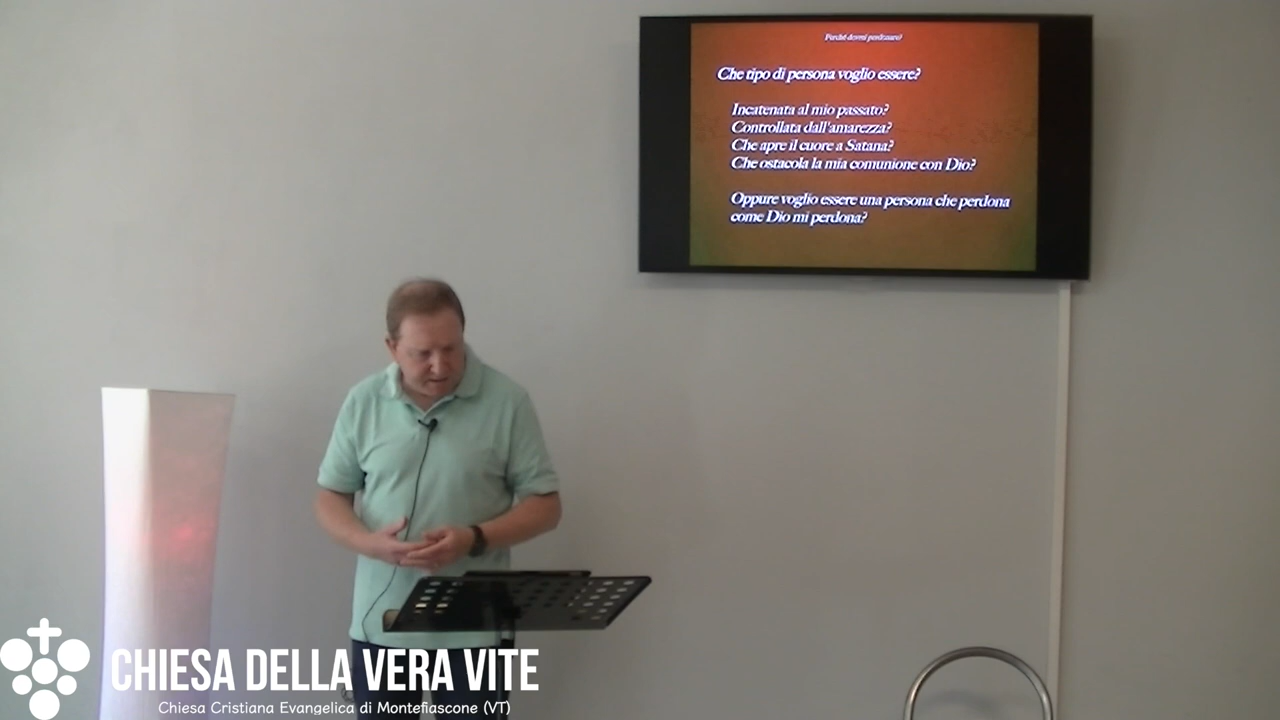 Perché dovrei perdonare?
Che tipo di persona voglio essere?
Incatenata al mio passato?
Controllata dall'amarezza?
Che apre il cuore a Satana?
Che ostacola la mia comunione con Dio?
Oppure voglio essere una persona che perdona
come Dio mi perdona?
CHIESA DELLA VERA VITE
Chiesa Cristiana Evangelica di Montefiascone (VT)